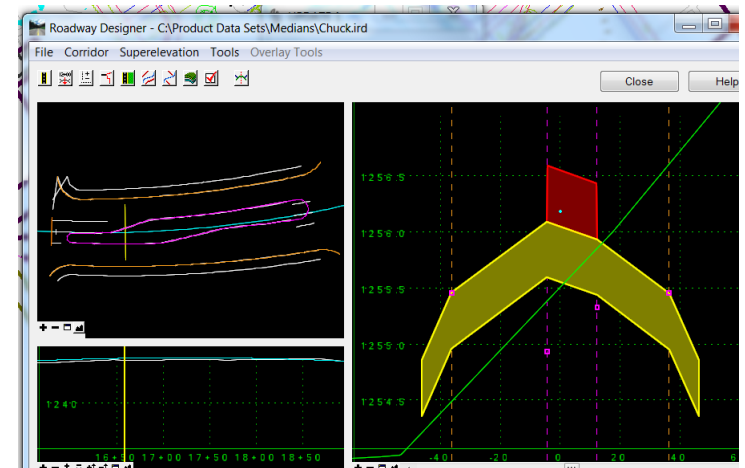 Roadway Designer - C:\Product Data Sets\Medians\Chuck.ird
File Corridor Superelevation Tools Overlay Tools
Close Help
1256.5
1256.0
1255.5
1255.0
1254.5
-40 -20 0 20 40 6
1240
16+50 17+00 17+50 18+00 18+50